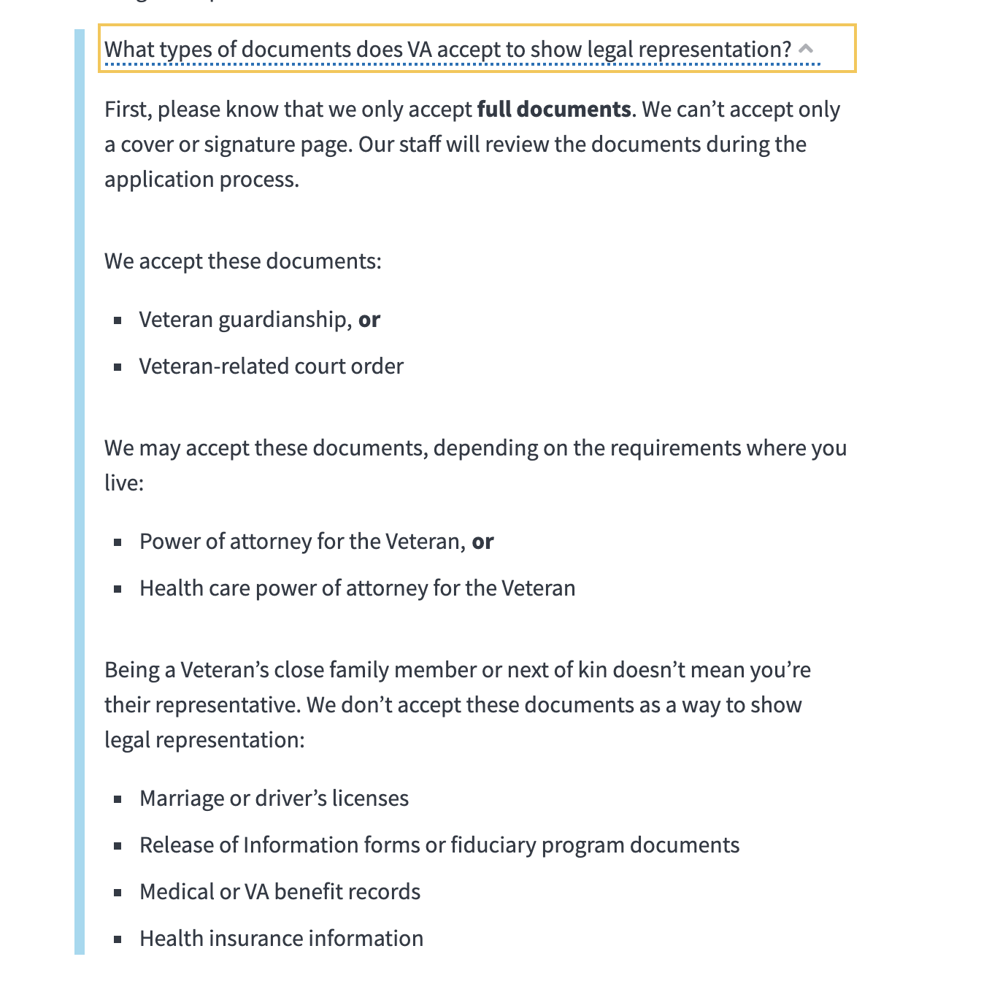 What types of documents does VA accept to show legal representation?
First, please know that we only accept full documents. We can’t accept only
a cover or signature page. Our staff will review the documents during the
application process.
We accept these documents:
Veteran guardianship, or
Veteran-related court order
We may accept these documents, depending on the requirements where you
live:
Power of attorney for the Veteran, or
Health care power of attorney for the Veteran
Being a Veteran’s close family member or next of kin doesn’t mean you’re
their representative. We don’t accept these documents as a way to show
legal representation:
Marriage or driver’s licenses
Release of Information forms or fiduciary program documents
Medical or VA benefit records
Health insurance information